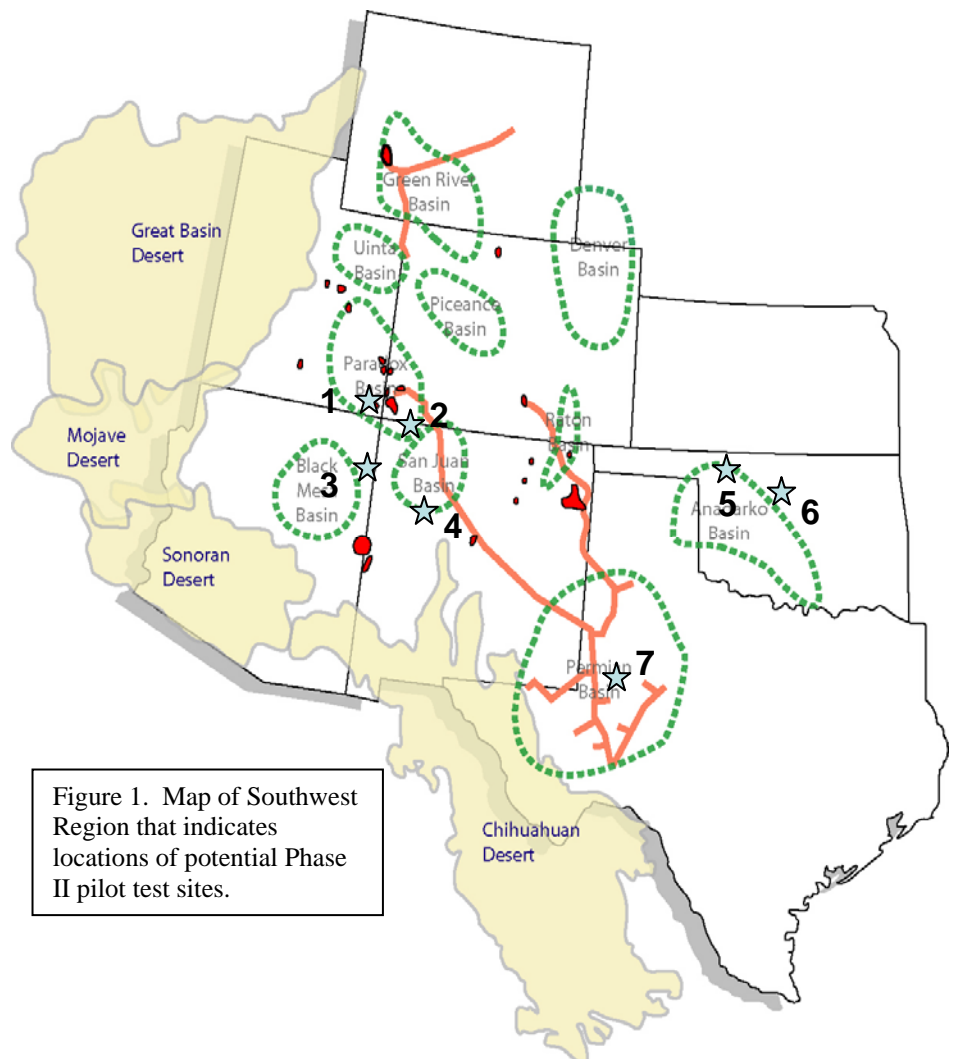 Green River
Basin
Great Basin
Desert
Uinta
Basin
Denver
Basin
Piceance
Basin
Paradox
Basin
1
2
Mojave
Desert
Raton
Basin
Black
Mesa
Basin
3
San Juan
Basin
4
5
6
Anadarko
Basin
Sonoran
Desert
Permian
Basin
7
Chihuahuan
Desert
Figure 1. Map of Southwest
Region that indicates
locations of potential Phase
II pilot test sites.